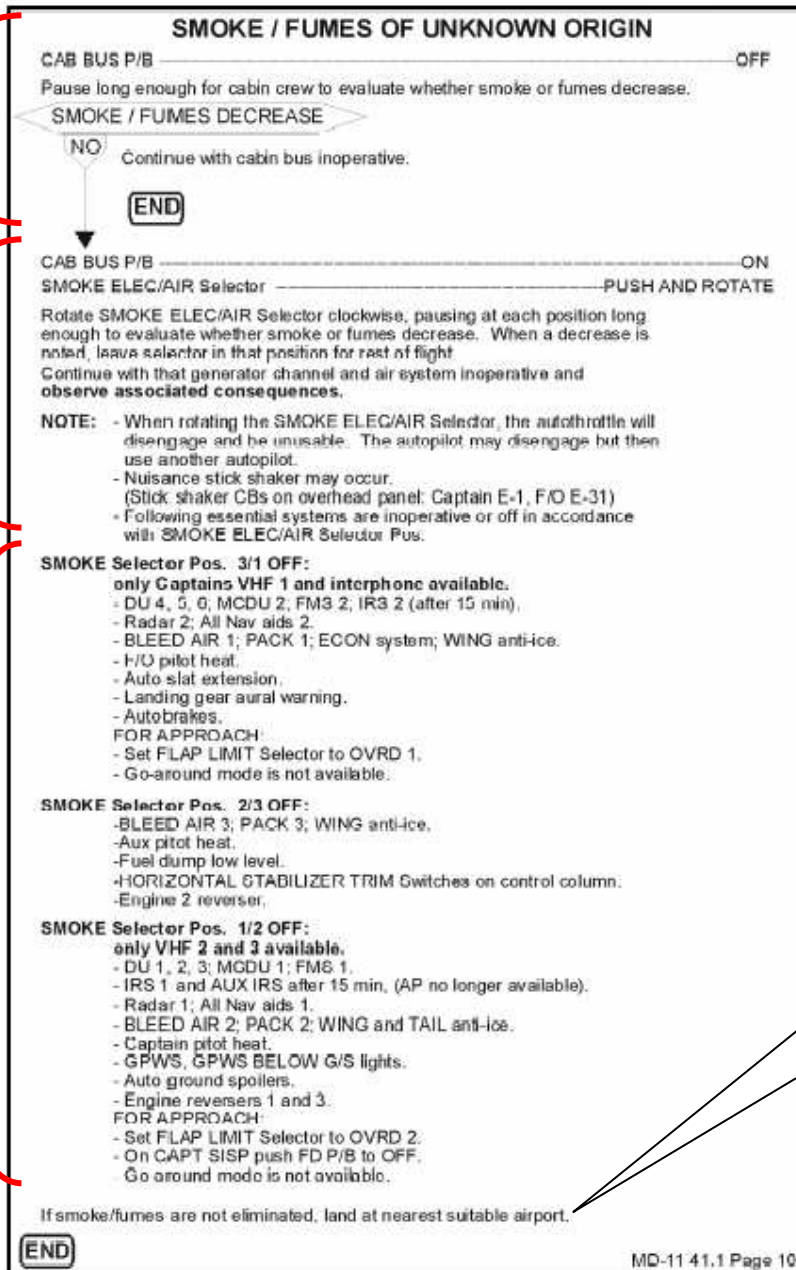 SMOKE / FUMES OF UNKNOWN ORIGIN
CAB BUS P/B OFF
Pause long enough for cabin crew to evaluate whether smoke or fumes decrease.
SMOKE / FUMES DECREASE
NO
Continue with cabin bus inoperative.
END
CAB BUS P/B ON
SMOKE ELEC/AIR Selector PUSH AND ROTATE
Rotate SMOKE ELEC/AIR Selector clockwise, pausing at each position long
enough to evaluate whether smoke or fumes decrease. When a decrease is
noted, leave selector in that position for rest of flight
Continue with that generator channel and air system inoperative and
observe associated consequences.
NOTE: - When rotating the SMOKE ELEC/AIR Selector, the autothrottle will
disengage and be unusable. The autopilot may disengage but then
use another autopilot.
- Nuisance stick shaker may occur.
(Stick shaker CBs on overhead panel: Captain E-1, F/O E-31)
- Following essential systems are inoperative or off in accordance
with SMOKE ELEC/AIR Selector Pos.
SMOKE Selector Pos. 3/1 OFF:
only Captains VHF 1 and interphone available.
- DU 4, 5, 6; MCDU 2; FMS 2; IRS 2 (after 15 min).
- Radar 2; All Nav aids 2.
- BLEED AIR 1; PACK 1; ECON system; WING anti-ice.
- F/O pitot heat.
- Auto slat extension.
- Landing gear aural warning.
- Autobrakes.
FOR APPROACH:
- Set FLAP LIMIT Selector to OVRD 1.
- Go-around mode is not available.
SMOKE Selector Pos. 2/3 OFF:
-BLEED AIR 3; PACK 3; WING anti-ice.
-Aux pitot heat.
-Fuel dump low level.
-HORIZONTAL STABILIZER TRIM Switches on control column.
-Engine 2 reverser.
SMOKE Selector Pos. 1/2 OFF:
only VHF 2 and 3 available.
- DU 1, 2, 3; MCDU 1; FMS 1.
- IRS 1 and AUX IRS after 15 min, (AP no longer available).
- Radar 1; All Nav aids 1.
- BLEED AIR 2; PACK 2; WING and TAIL anti-ice.
- Captain pitot heat.
- GPWS, GPWS BELOW G/S lights.
- Auto ground spoilers.
- Engine reversers 1 and 3.
FOR APPROACH:
- Set FLAP LIMIT Selector to OVRD 2.
- On CAPT SISP push FD P/B to OFF.
Go around mode is not available.
If smoke/fumes are not eliminated, land at nearest suitable airport.
END
MD-11 41.1 Page 10